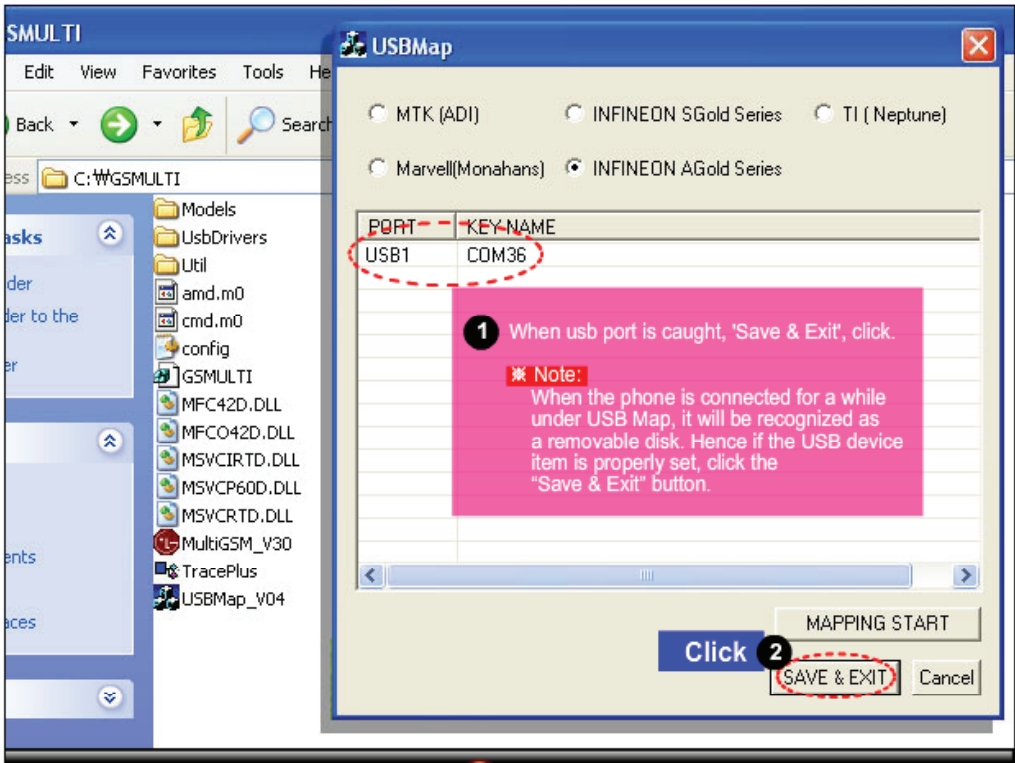 SMULTI
Edit View Favorites Tools He
Back
Search
ess C:₩GSMULTI
asks
der
der to the
er
ents
aces
Models
UsbDrivers
Util
amd.m0
cmd.m0
config
GSMULTI
MFC42D.DLL
MFCO42D.DLL
MSVCIRTD.DLL
MSVCP60D.DLL
MSVCRTD.DLL
MultiGSM_V30
TracePlus
USBMap_V04
USBMap
MTK (ADI) INFINEON SGold Series TI ( Neptune)
Marvell(Monahans) INFINEON AGold Series
PORT KEY-NAME
USB1 COM36
1 When usb port is caught, 'Save & Exit', click.
※ Note:
When the phone is connected for a while
under USB Map, it will be recognized as
a removable disk. Hence if the USB device
item is properly set, click the
“Save & Exit” button.
MAPPING START
Click 2
SAVE & EXIT Cancel